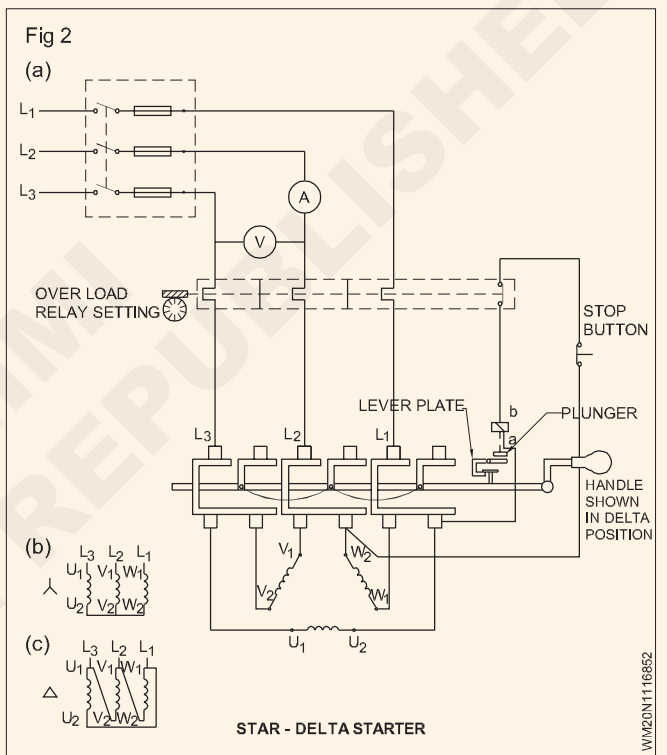 Fig 2
(a)
L1
L2
L3
A
V
OVER LOAD
RELAY SETTING
STOP
BUTTON
LEVER PLATE
b
PLUNGER
a
L3
L2
L1
HANDLE
SHOWN
IN DELTA
POSITION
V1
W2
V2
W1
U1
U2
(b)
L3 L2 L1
U1 V1 W1
U2 V2 W2
(c)
L3 L2 L1
U1 V1 W1
U2 V2 W2
STAR - DELTA STARTER
WM20N1116852
REPUBLISHED